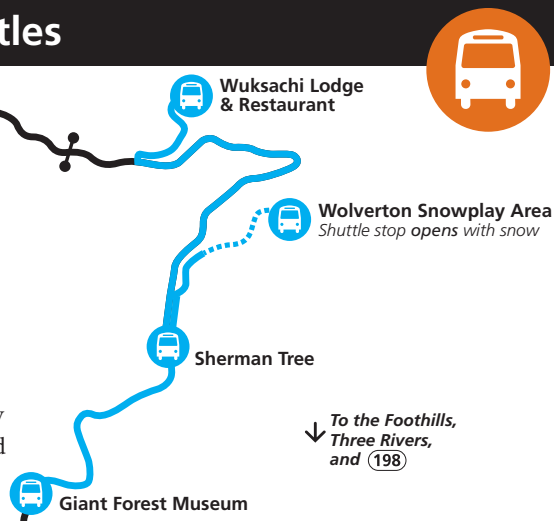 Wuksachi Lodge
& Restaurant
Wolverton Snowplay Area
Shuttle stop opens with snow
Sherman Tree
To the Foothills,
Three Rivers,
and 198
Giant Forest Museum